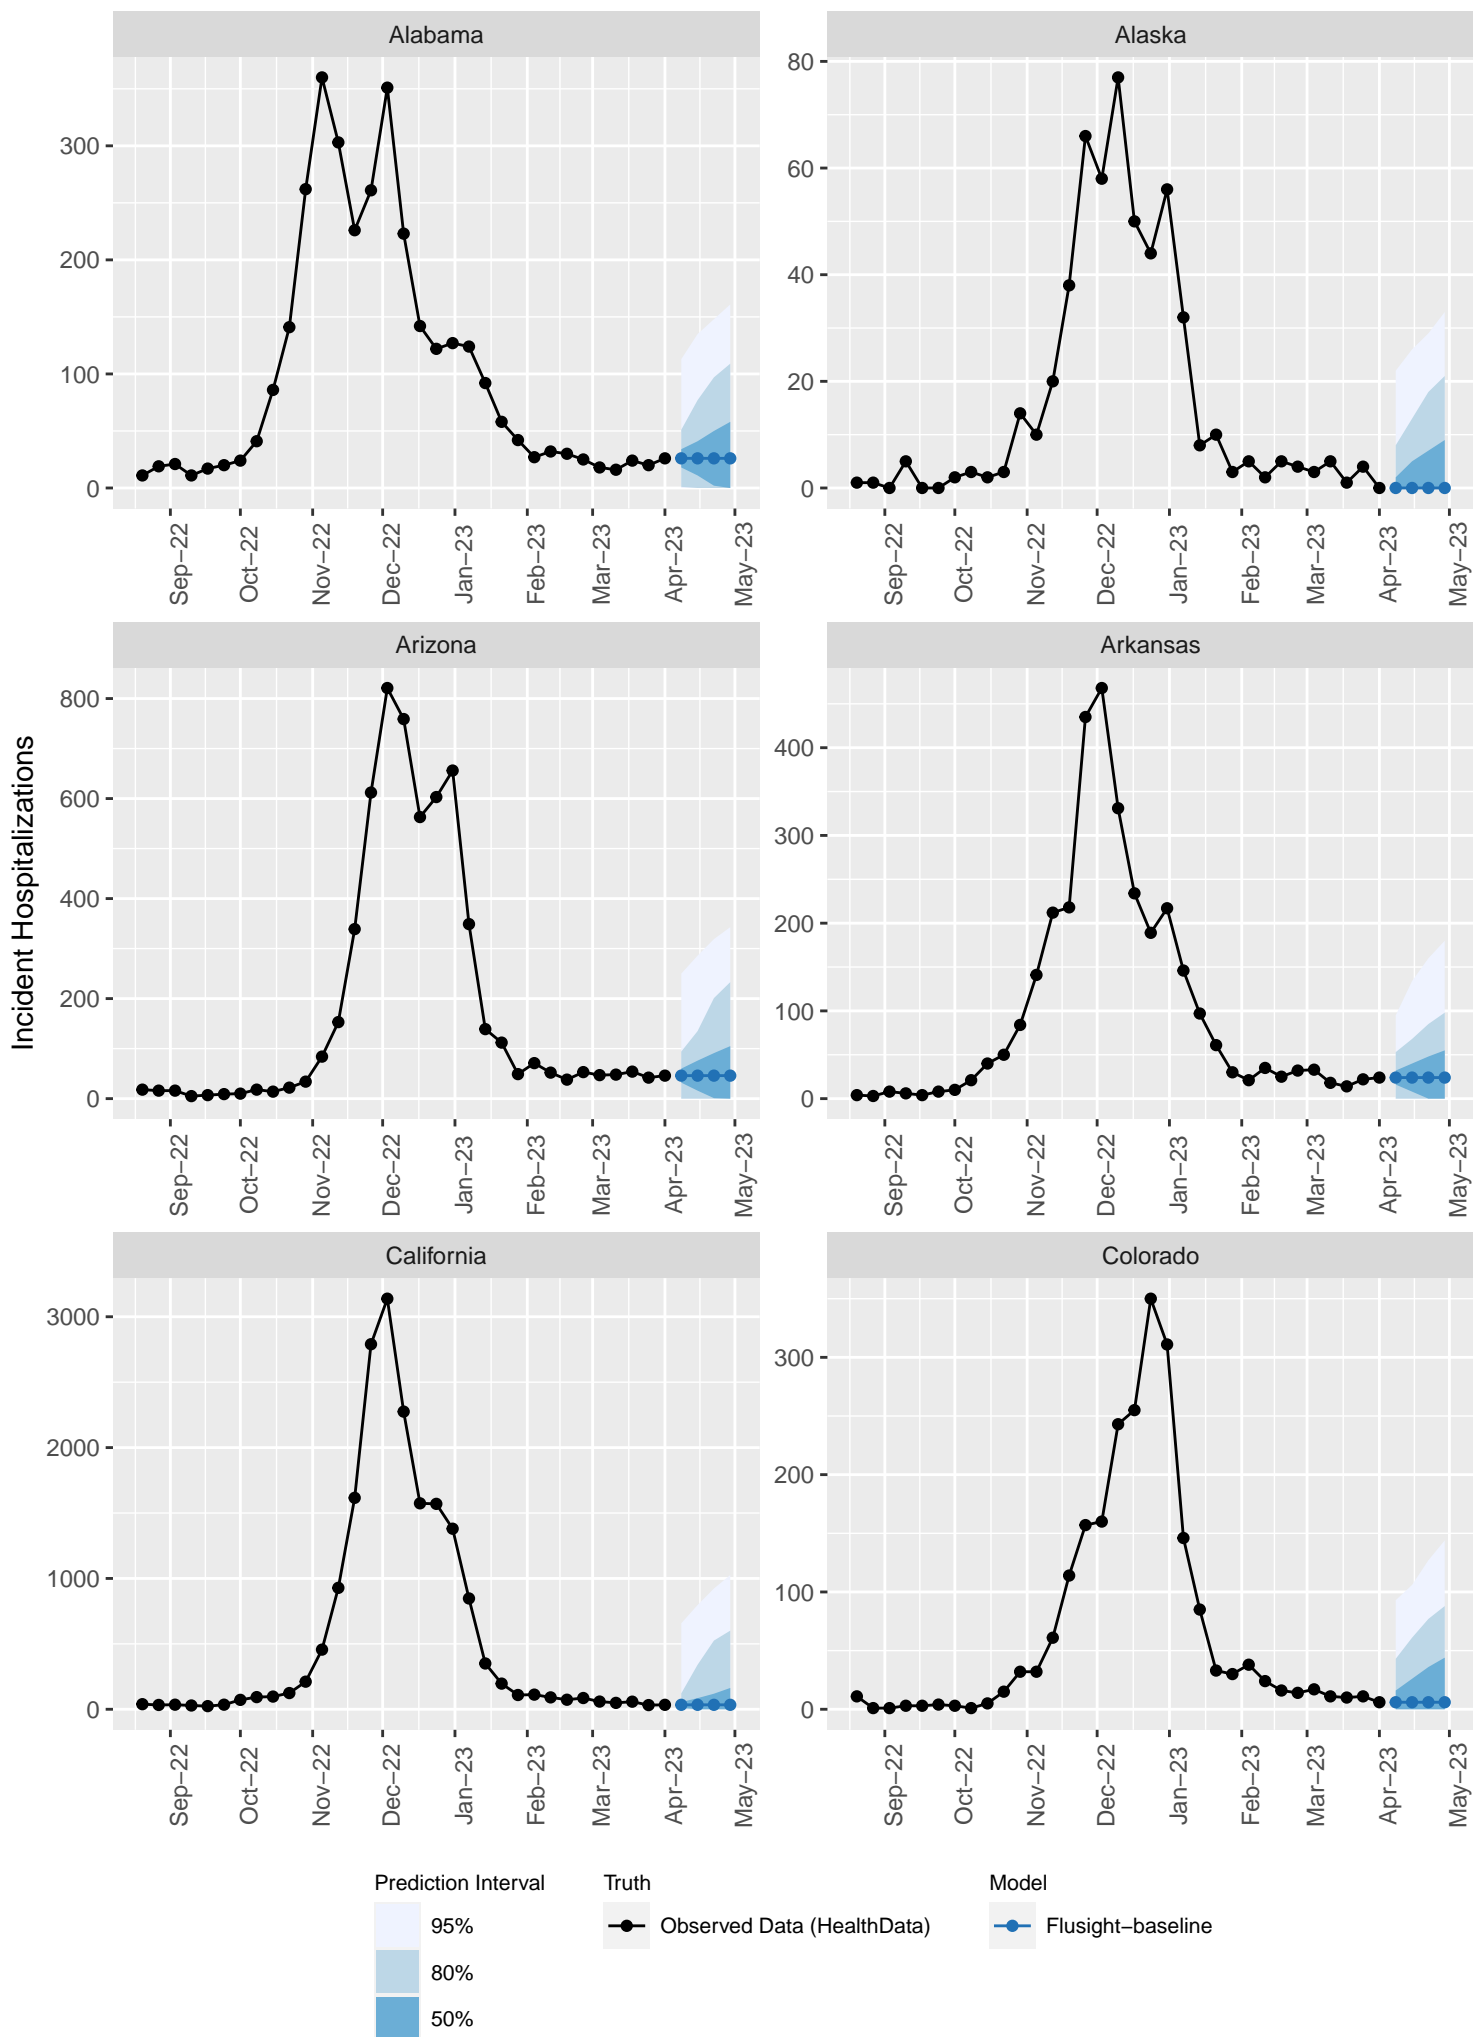 Alabama
Alaska
300
200
100
0
80
60
40
20
0
Sep−22 Oct−22 Nov−22 Dec−22 Jan−23 Feb−23 Mar−23 Apr−23 May−23
Sep−22 Oct−22 Nov−22 Dec−22 Jan−23 Feb−23 Mar−23 Apr−23 May−23
Incident Hospitalizations
Arizona
Arkansas
800
600
400
200
0
400
300
200
100
0
Sep−22 Oct−22 Nov−22 Dec−22 Jan−23 Feb−23 Mar−23 Apr−23 May−23
Sep−22 Oct−22 Nov−22 Dec−22 Jan−23 Feb−23 Mar−23 Apr−23 May−23
California
Colorado
3000
2000
1000
0
300
200
100
0
Sep−22 Oct−22 Nov−22 Dec−22 Jan−23 Feb−23 Mar−23 Apr−23 May−23
Sep−22 Oct−22 Nov−22 Dec−22 Jan−23 Feb−23 Mar−23 Apr−23 May−23
Prediction Interval
95%
80%
50%
Truth
Observed Data (HealthData)
Model
Flusight−baseline